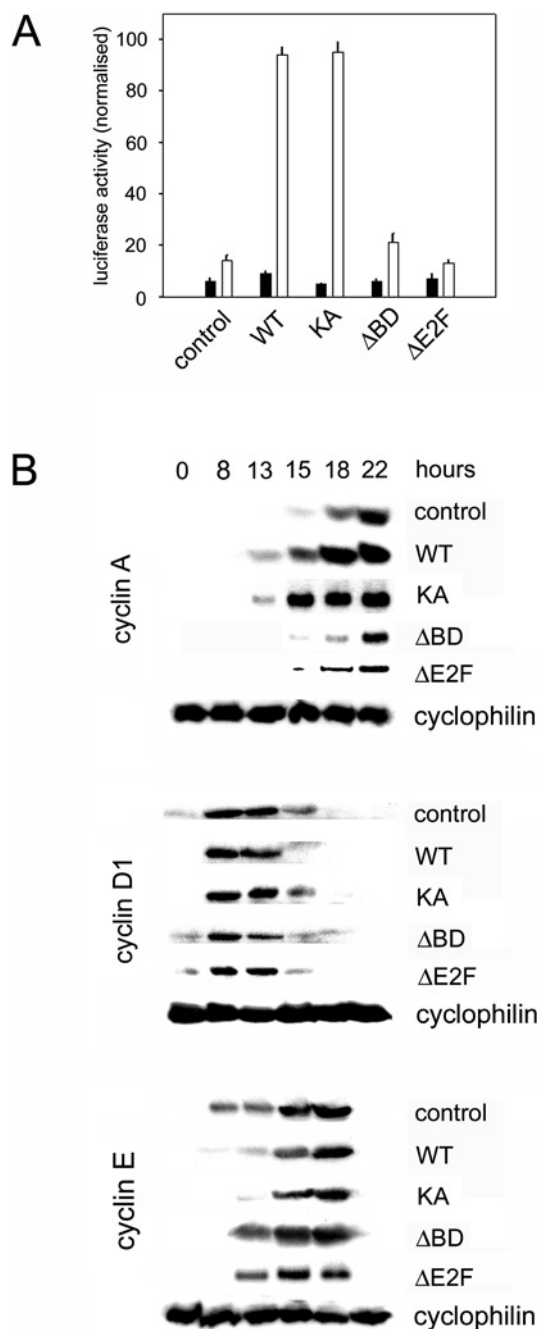 A
luciferase activity (normalised)
100
80
60
40
20
0
control
WT
KA
ΔBD
ΔE2F
B
0 8 13 15 18 22 hours
cyclin A
control
WT
KA
ΔBD
ΔE2F
cyclophilin
cyclin D1
control
WT
KA
ΔBD
ΔE2F
cyclophilin
cyclin E
control
WT
KA
ΔBD
ΔE2F
cyclophilin